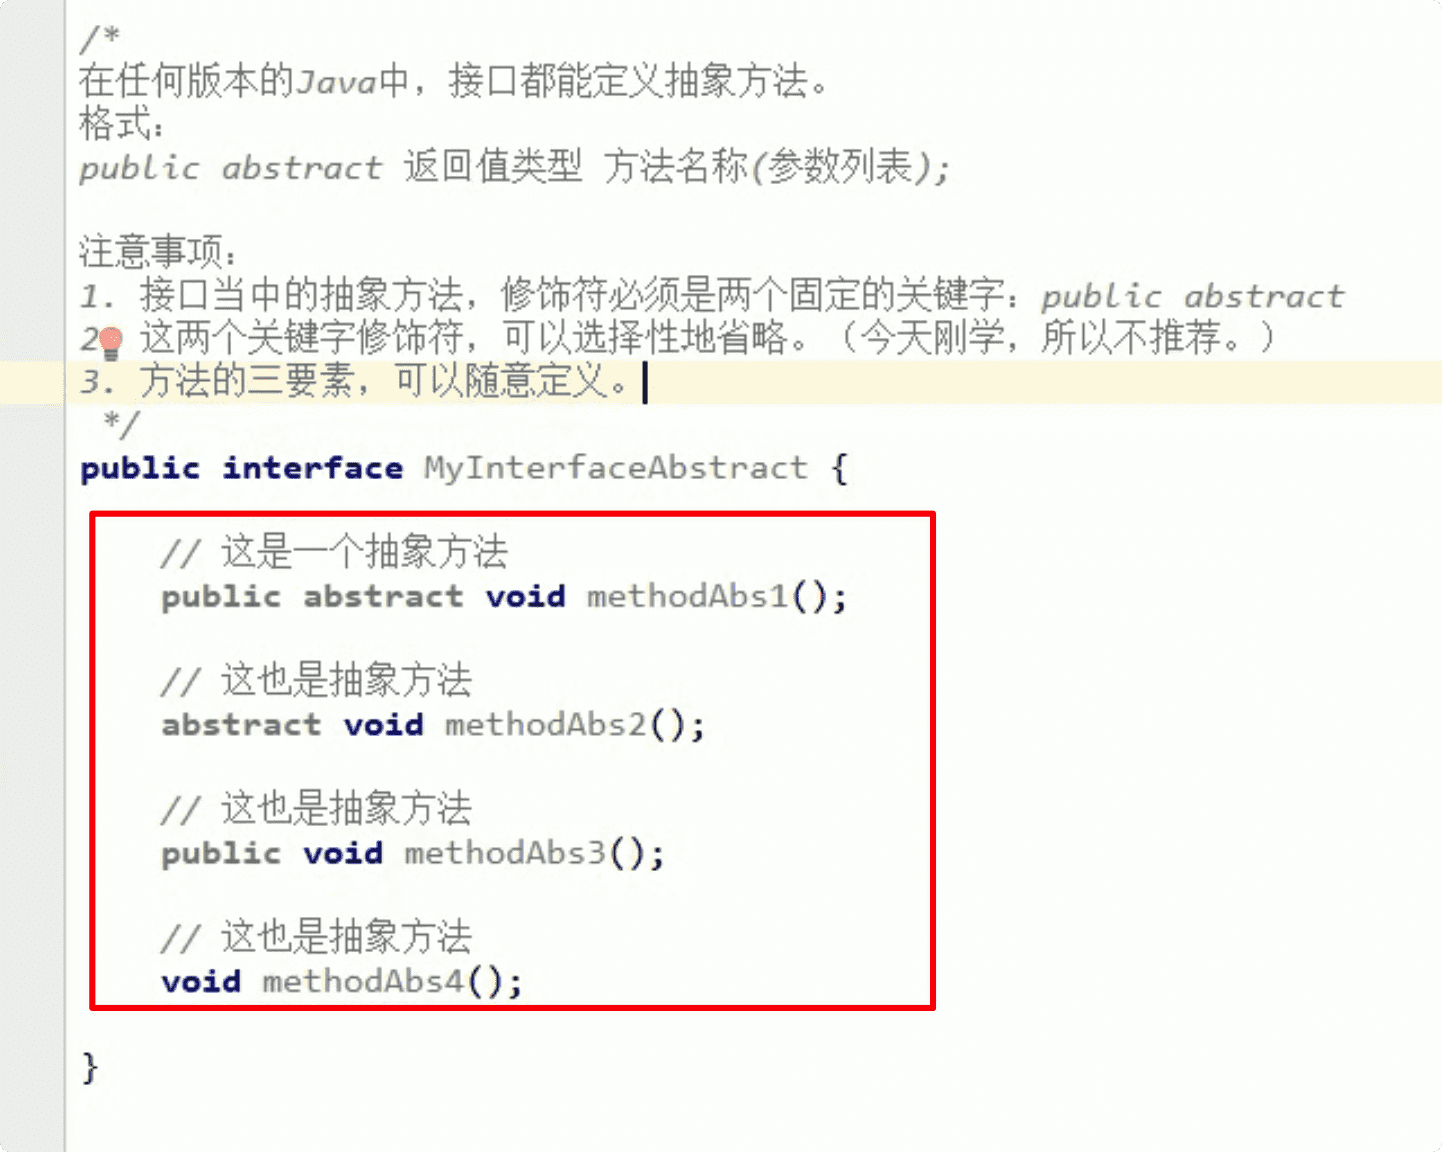 /*
在任何版本的Java中，接口都能定义抽象方法。
格式：
public abstract 返回值类型 方法名称(参数列表);
注意事项：
1. 接口当中的抽象方法，修饰符必须是两个固定的关键字：public abstract
2 这两个关键字修饰符，可以选择性地省略。（今天刚学，所以不推荐。）
3. 方法的三要素，可以随意定义。
*/
public interface MyInterfaceAbstract {
// 这是一个抽象方法
public abstract void methodAbs1();
// 这也是抽象方法
abstract void methodAbs2();
// 这也是抽象方法
public void methodAbs3();
// 这也是抽象方法
void methodAbs4();
}